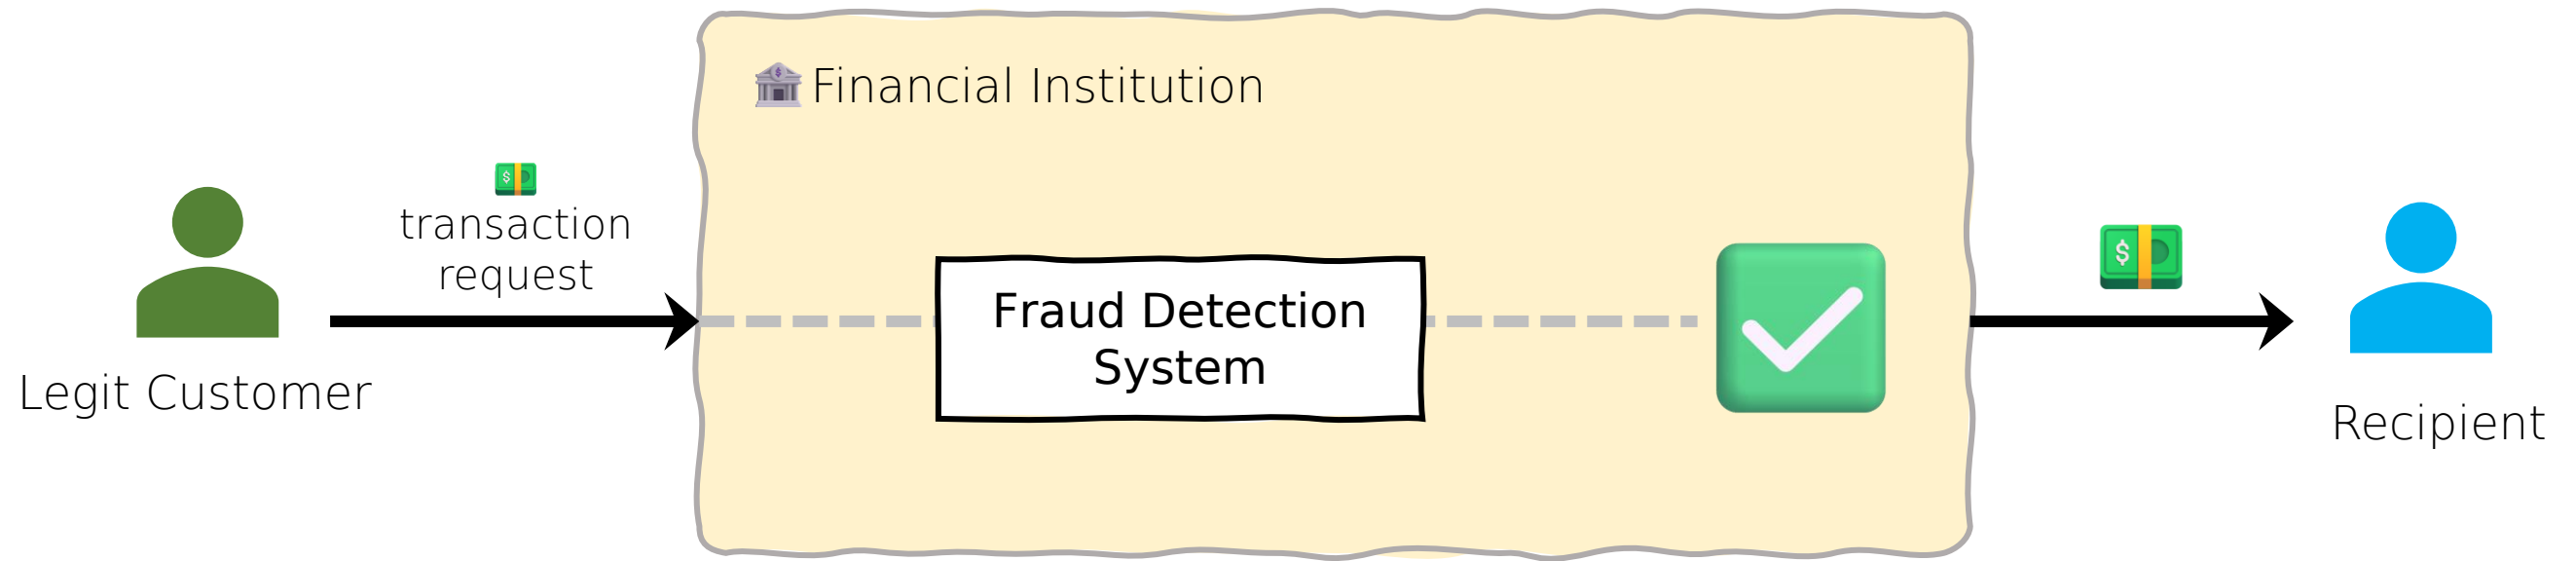 Financial Institution
transaction
request
Fraud Detection
System
Legit Customer
Recipient